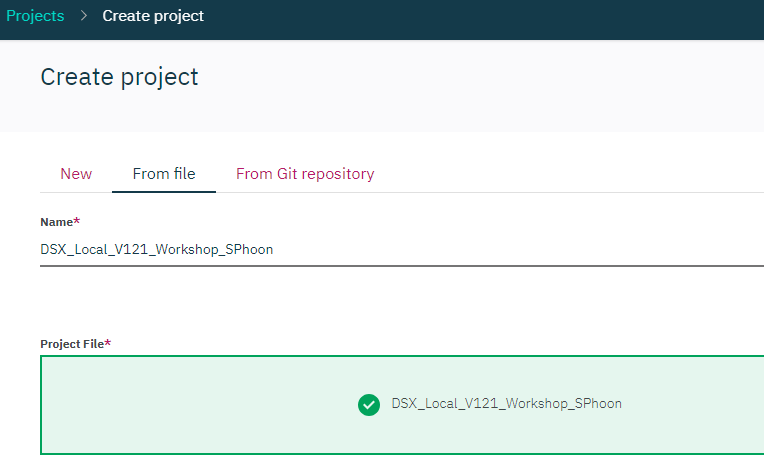 Projects > Create project
Create project
New From file From Git repository
Name*
DSX_Local_V121_Workshop_SPhoon
Project File*
DSX_Local_V121_Workshop_SPhoon